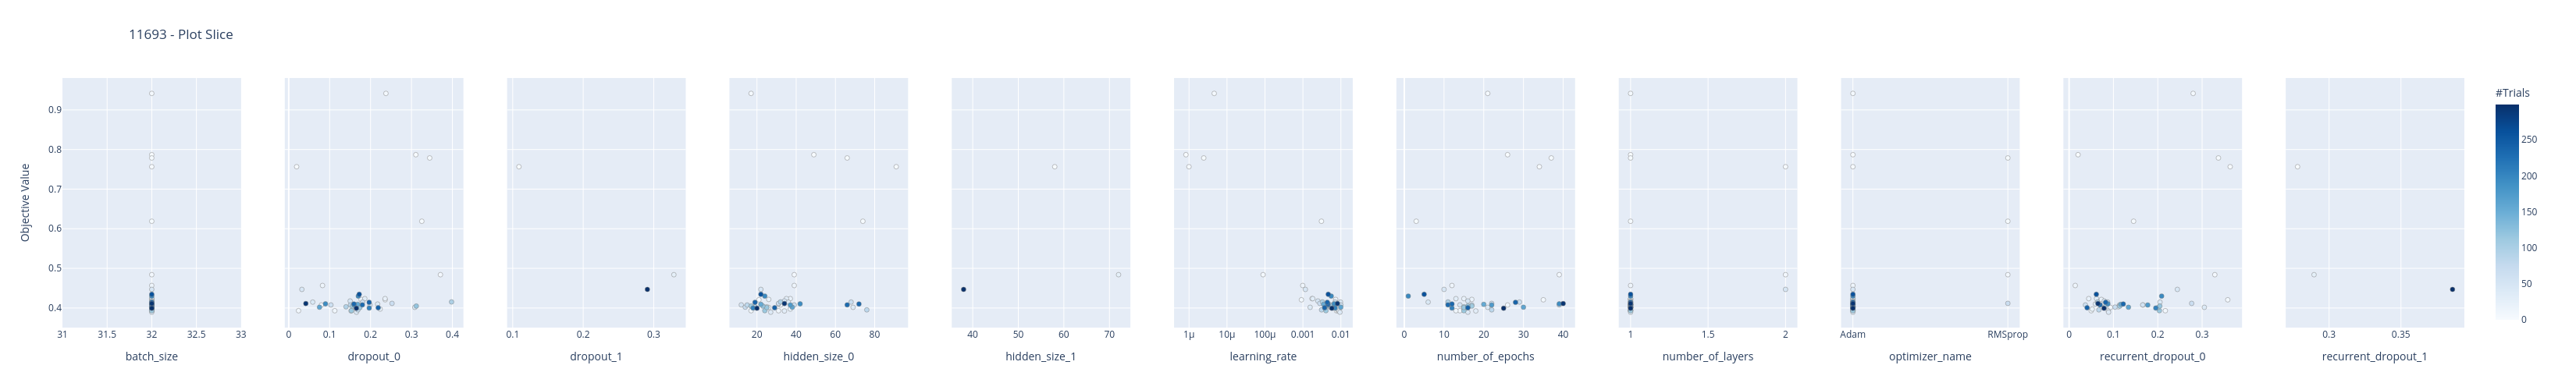 11693 - Plot Slice
#Trials
Objective Value
0.9
0.8
0.7
0.6
0.5
0.4
250
200
150
100
50
0
31 31.5 32 32.5 33
0 0.1 0.2 0.3 0.4
0.1 0.2 0.3
20 40 60 80
40 50 60 70
1μ 10μ 100μ 0.001 0.01
0 10 20 30 40
1 1.5 2
Adam RMSprop
0 0.1 0.2 0.3
0.3 0.35
batch_size
dropout_0
dropout_1
hidden_size_0
hidden_size_1
learning_rate
number_of_epochs
number_of_layers
optimizer_name
recurrent_dropout_0
recurrent_dropout_1